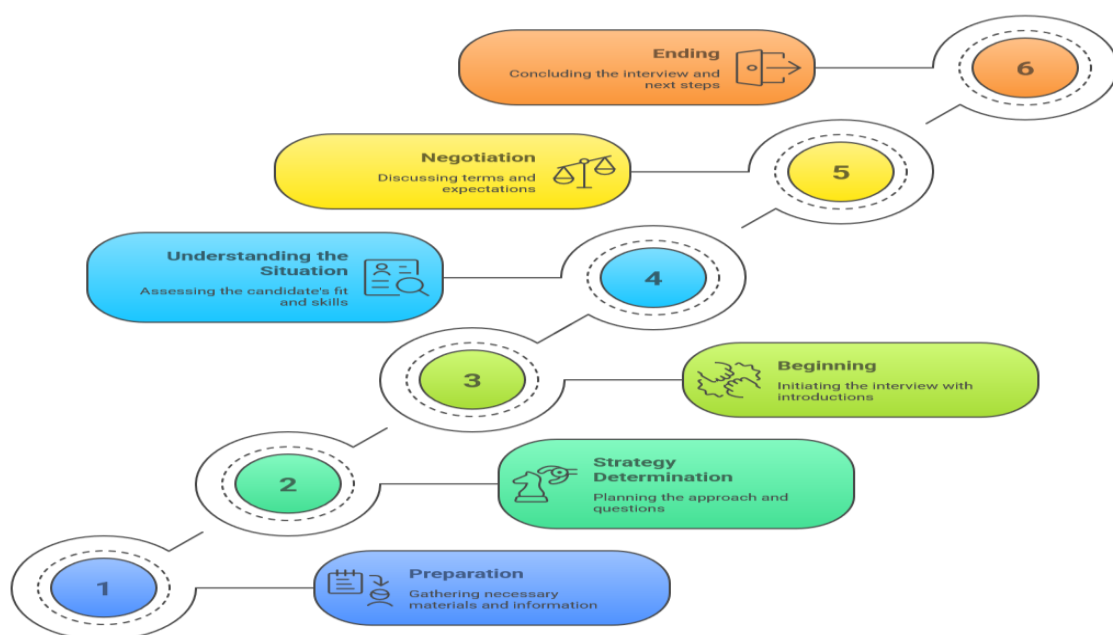 Ending
Concluding the interview and
next steps
6
Negotiation
Discussing terms and
expectations
5
Understanding the
Situation
Assessing the candidate's fit
and skills
4
3
Beginning
Initiating the interview with
introductions
2
Strategy
Determination
Planning the approach and
questions
1
Preparation
Gathering necessary
materials and information